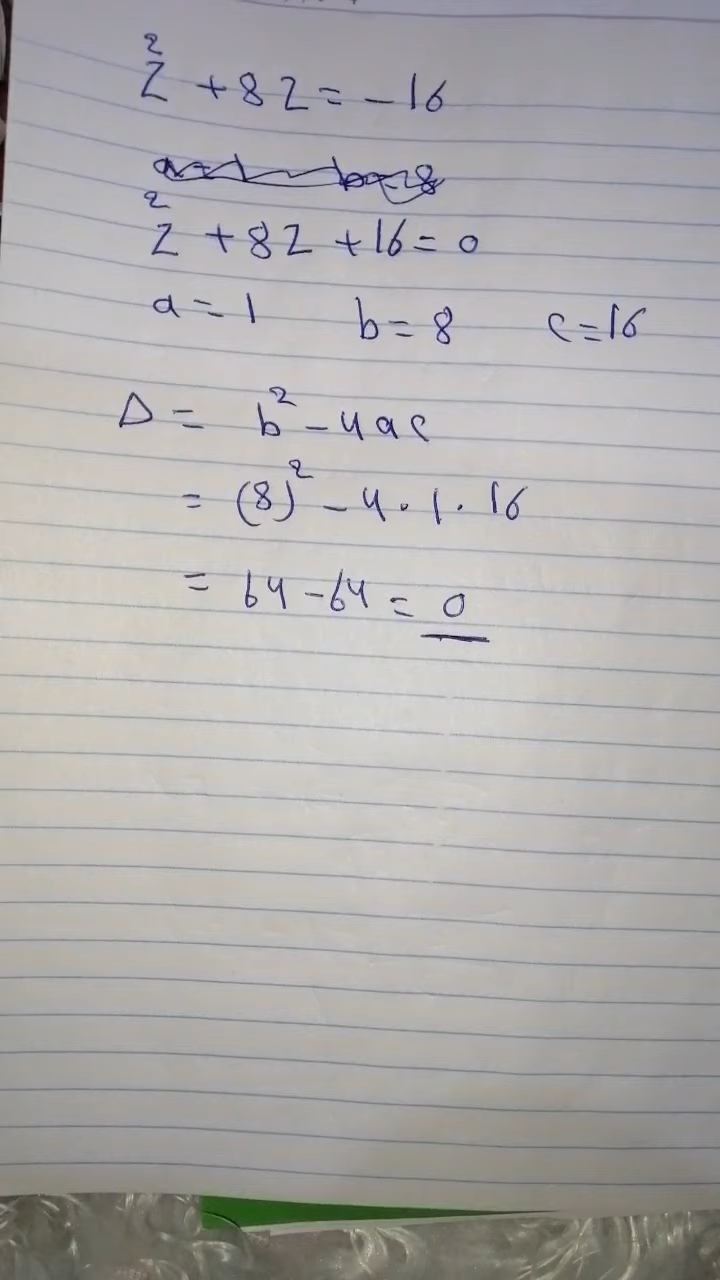 z² + 8z = -16
z² + 8z + 16 = 0
a = 1 b = 8 c = 16
Δ = b² - 4ac
= (8)² - 4 . 1 . 16
= 64 - 64 = 0